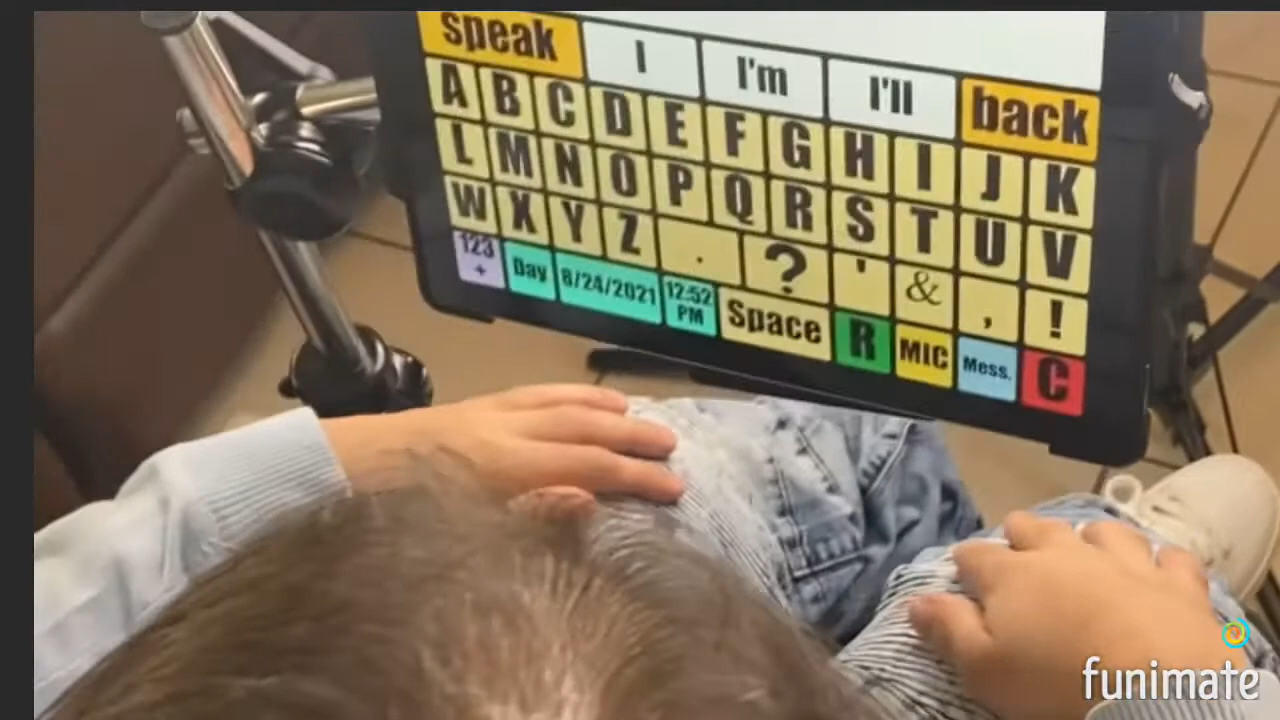 speak I I'm I'll back
A B C D E F G H I J K
L M N O P Q R S T U V
W X Y Z . ? ' & , !
123 + Day 8/24/2021 12:52 PM Space R MIC Mess. C
funimate